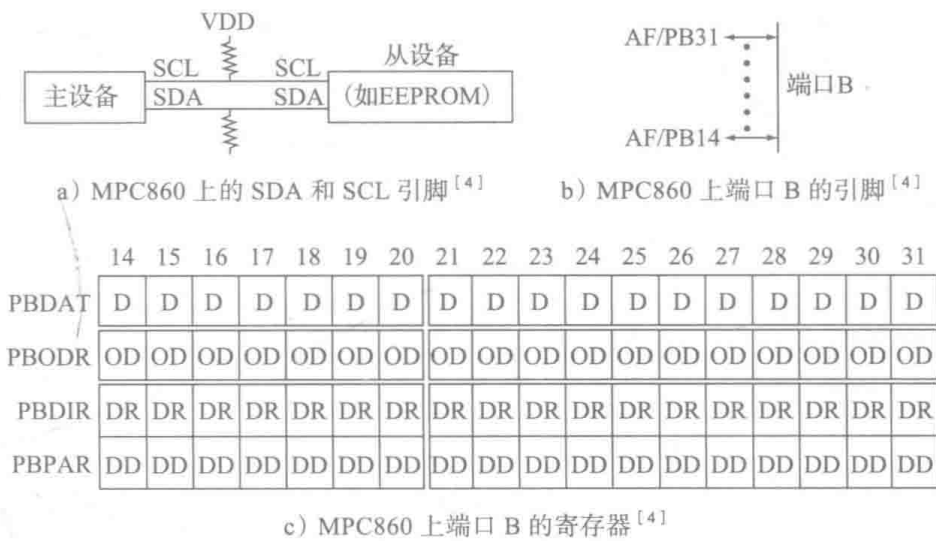 VDD
主设备 SCL SCL 从设备
SDA SDA (如EEPROM)
a) MPC860 上的 SDA 和 SCL 引脚[4]
AF/PB31
端口B
AF/PB14
b) MPC860 上端口 B 的引脚[4]
14 15 16 17 18 19 20 21 22 23 24 25 26 27 28 29 30 31
PBDAT D D D D D D D D D D D D D D D D D D
PBODR OD OD OD OD OD OD OD OD OD OD OD OD OD OD OD OD OD OD
PBDIR DR DR DR DR DR DR DR DR DR DR DR DR DR DR DR DR DR DR
PBPAR DD DD DD DD DD DD DD DD DD DD DD DD DD DD DD DD DD DD
c) MPC860 上端口 B 的寄存器[4]